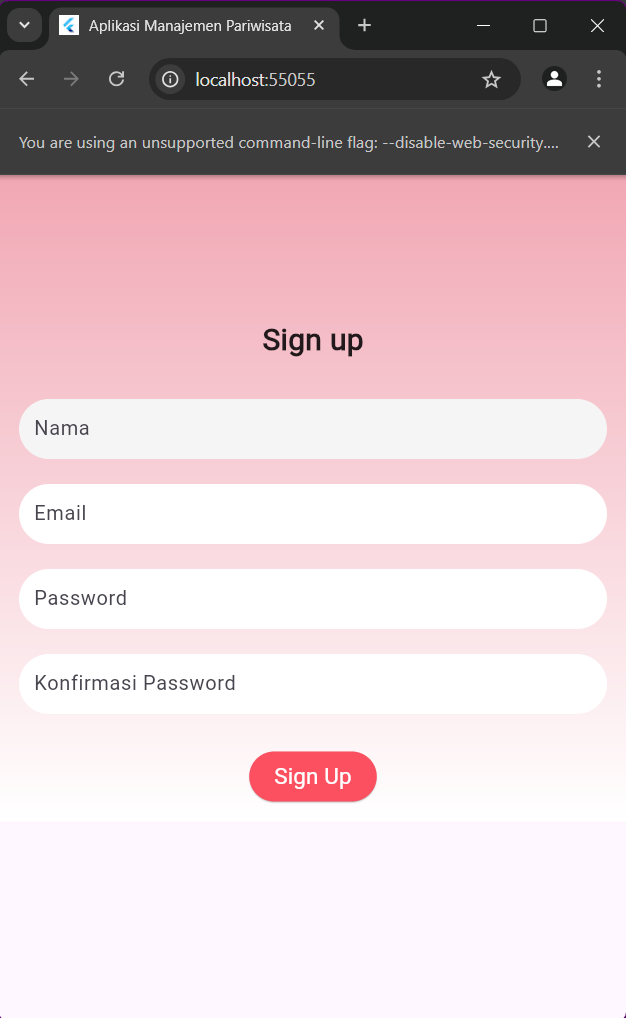 Aplikasi Manajemen Pariwisata
localhost:55055
You are using an unsupported command-line flag: --disable-web-security....
Sign up
Nama
Email
Password
Konfirmasi Password
Sign Up